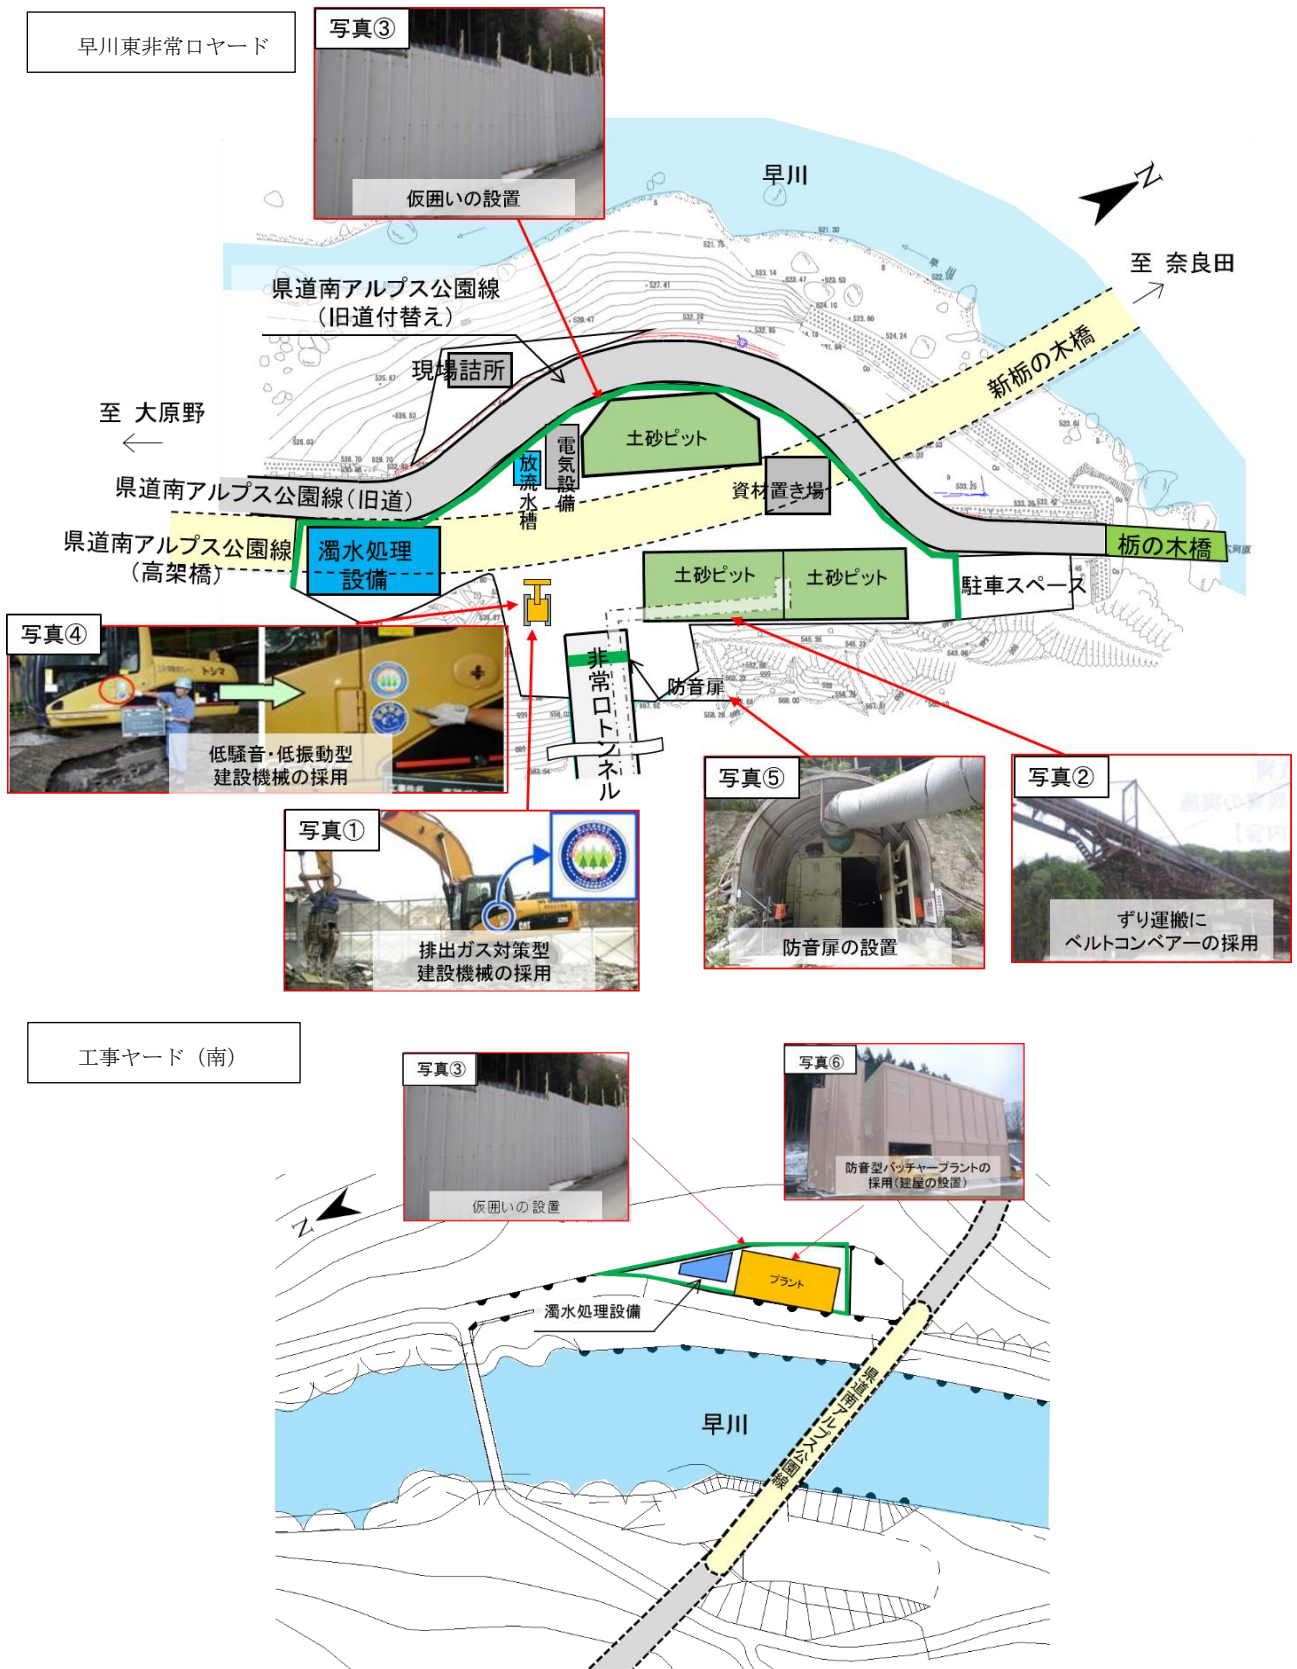 早川東非常口ヤード
写真③
仮囲いの設置
早川
N
至 奈良田
県道南アルプス公園線
(旧道付替え)
現場詰所
新栃の木橋
至 大原野
土砂ピット
電気設備
放流水槽
資材置き場
県道南アルプス公園線(旧道)
県道南アルプス公園線
(高架橋)
濁水処理
設備
栃の木橋
土砂ピット
土砂ピット
駐車スペース
非常口トンネル
防音扉
写真④
トシマ
低騒音・低振動型
建設機械の採用
写真①
排出ガス対策型
建設機械の採用
写真⑤
防音扉の設置
写真②
ずり運搬に
ベルトコンベアーの採用
工事ヤード(南)
写真③
仮囲いの設置
写真⑥
防音型バッチャープラントの
採用(建屋の設置)
N
プラント
濁水処理設備
早川
県道南アルプス公園線